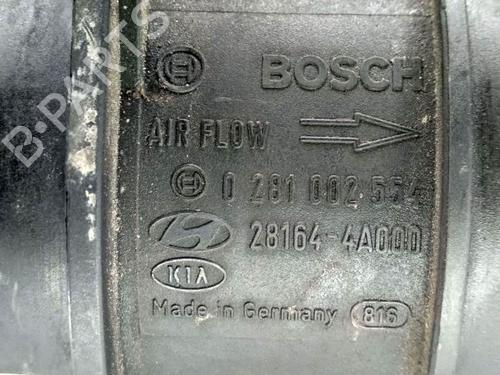 BOSCH
AIR FLOW
0 281 002 554
28164-4A000
KIA
Made in Germany 816
B-PARTS